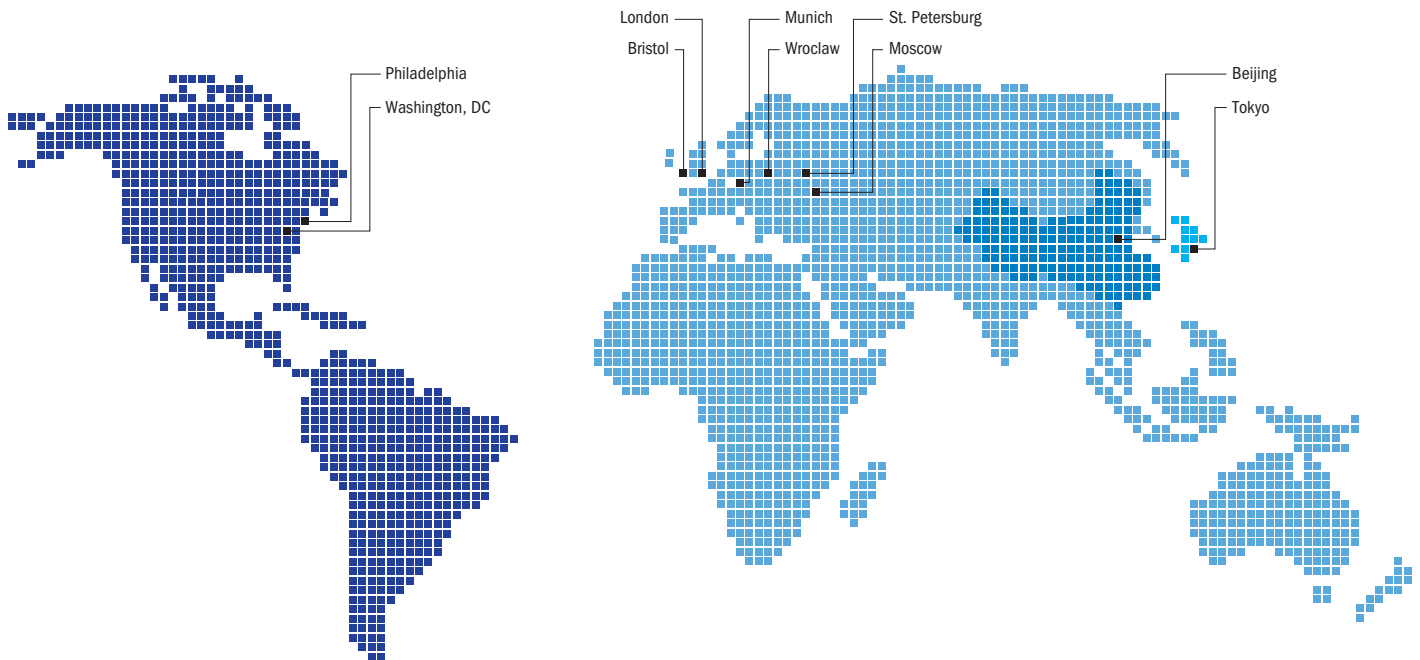 London
Munich
St. Petersburg
Bristol
Wroclaw
Moscow
Philadelphia
Beijing
Washington, DC
Tokyo